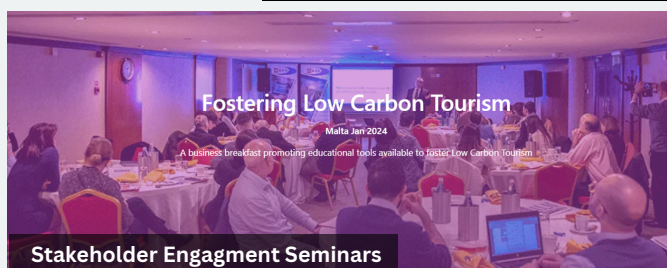 Fostering Low Carbon Tourism
Malta Jan 2024
A business breakfast promoting educational tools available to foster Low Carbon Tourism
Stakeholder Engagment Seminars